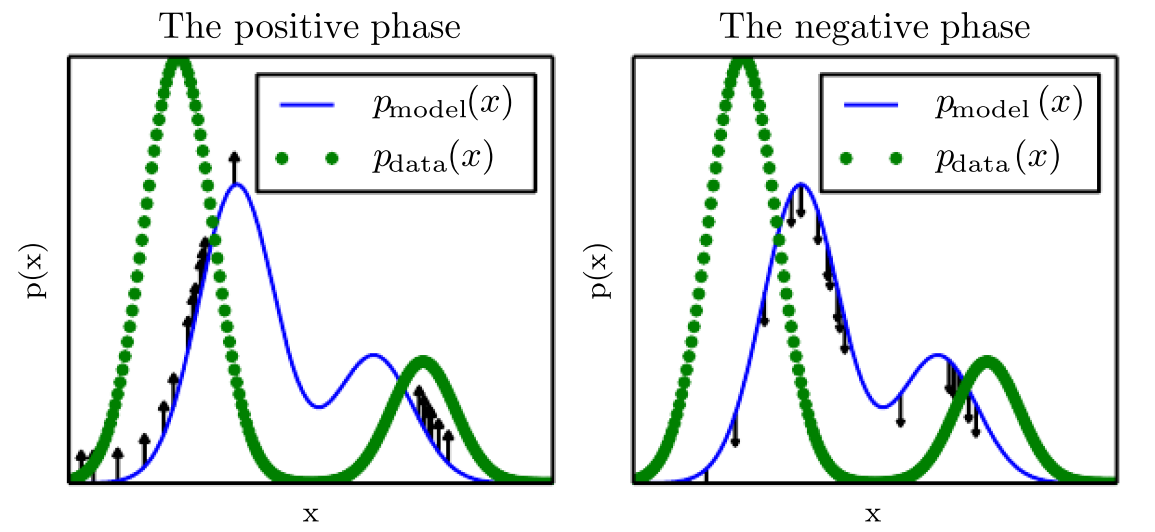 The positive phase
p_model(x)
p_data(x)
p(x)
x
The negative phase
p_model(x)
p_data(x)
p(x)
x